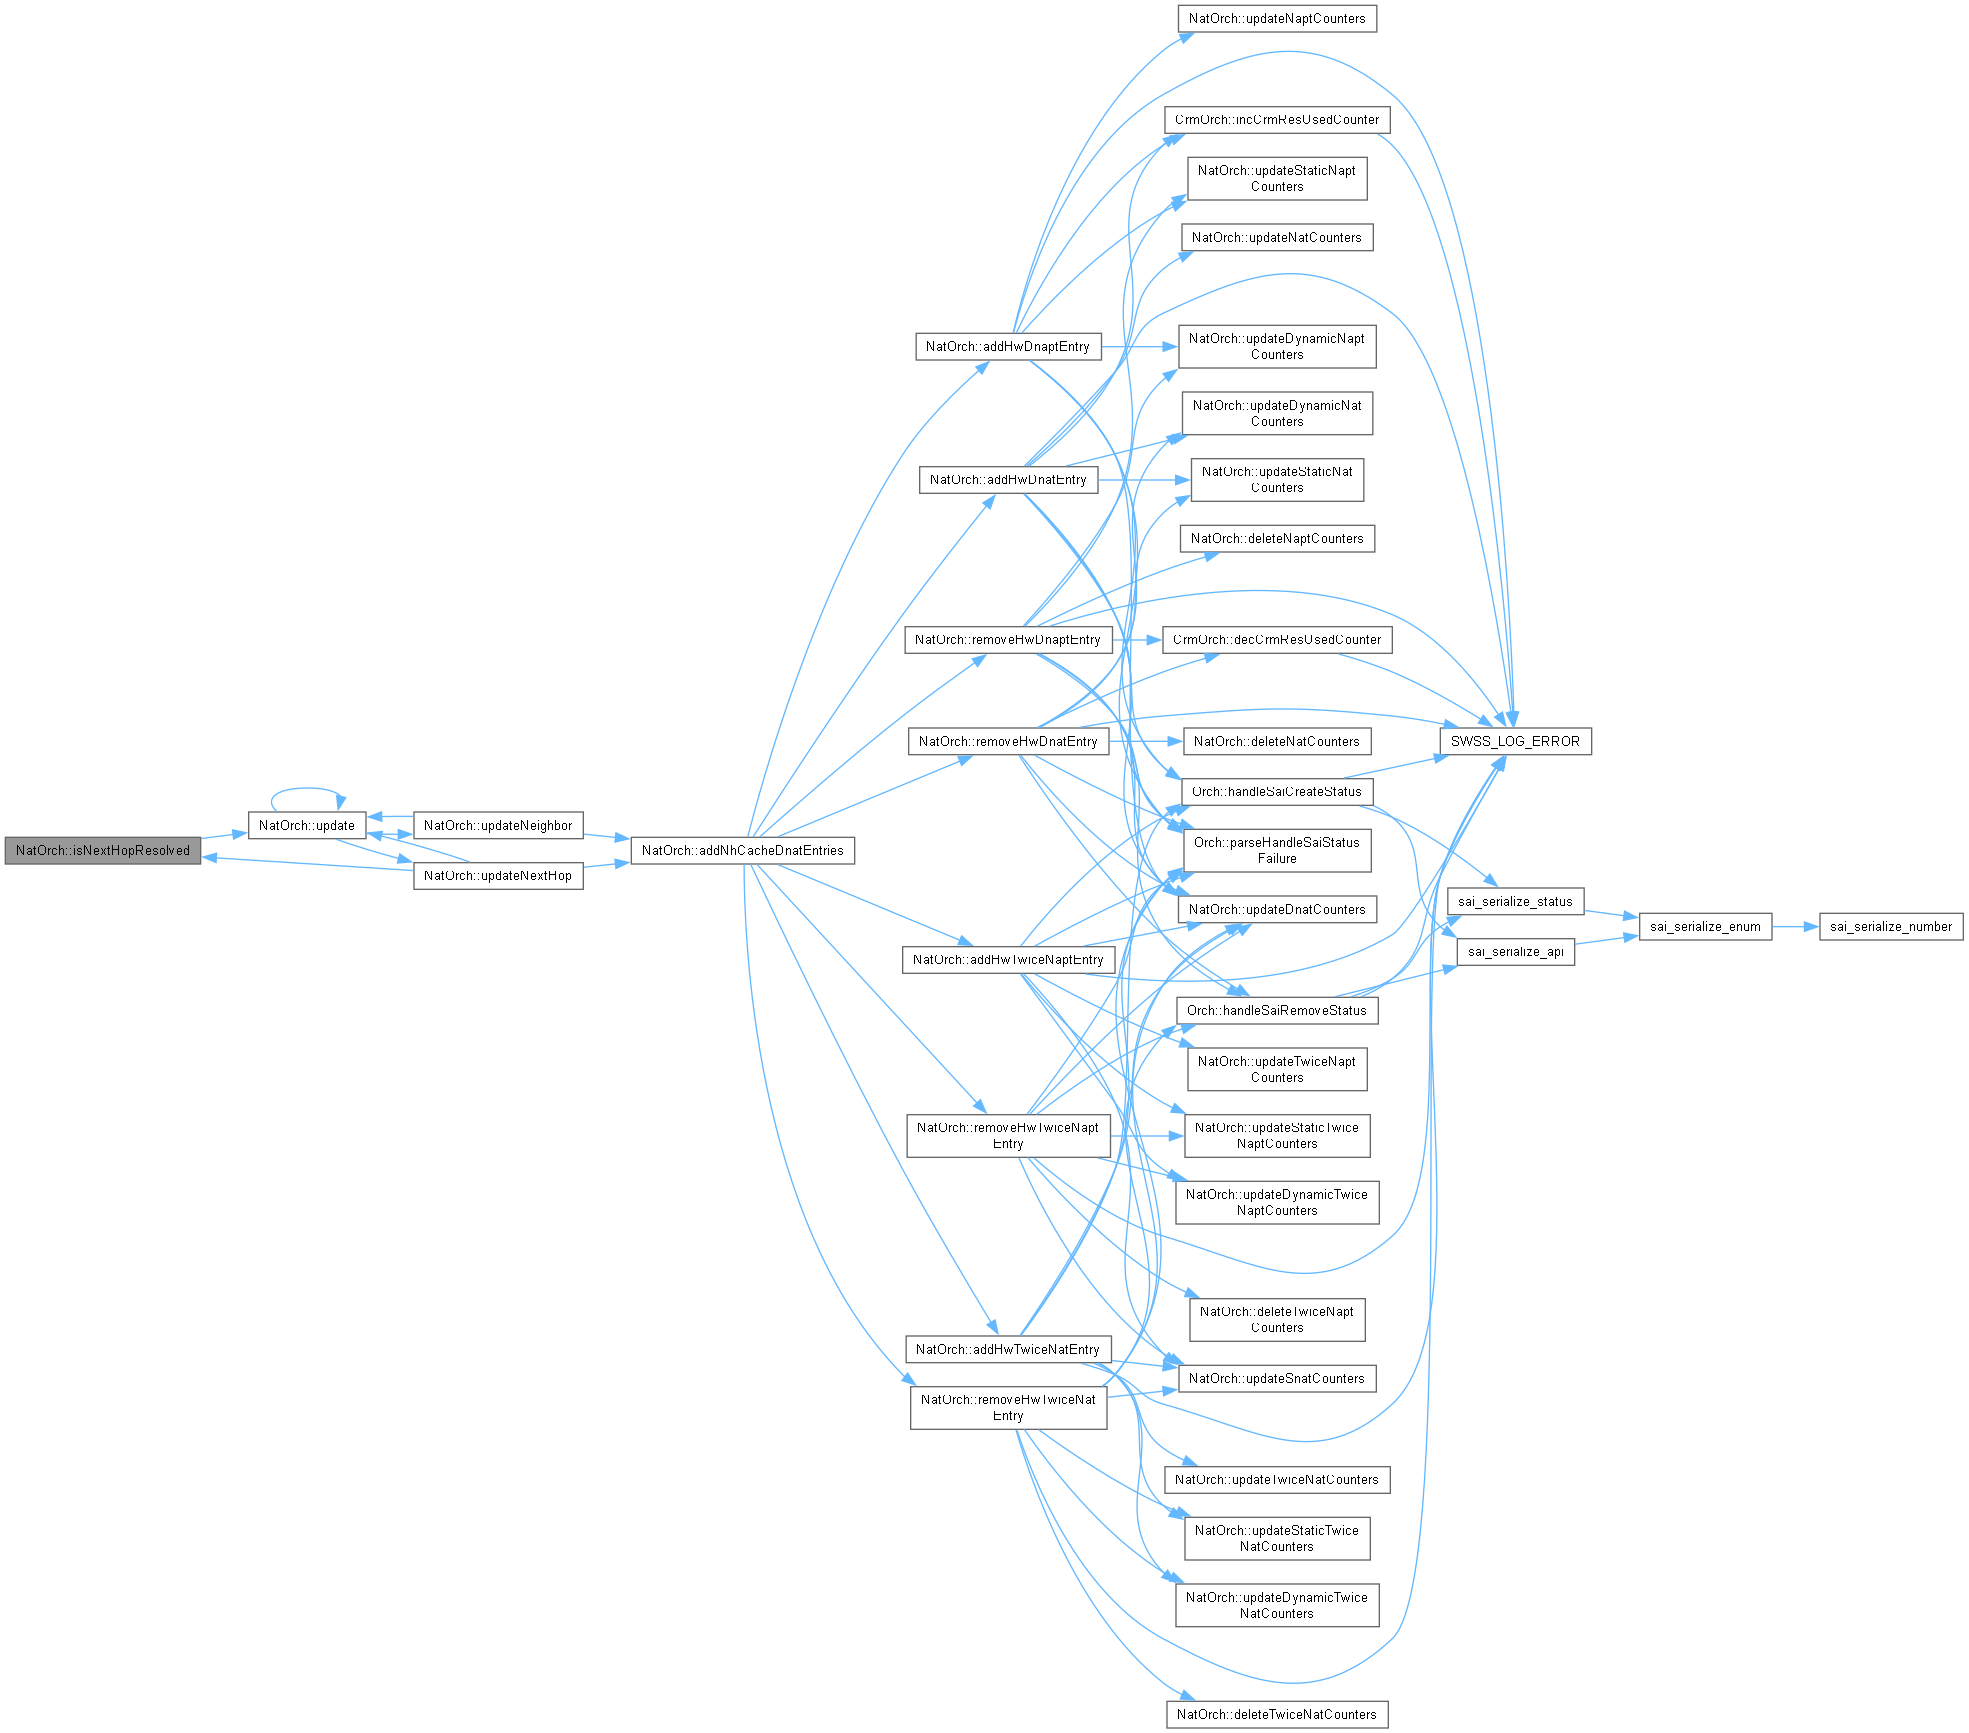 NatOrch::isNextHopResolved
NatOrch::update
NatOrch::updateNeighbor
NatOrch::updateNextHop
NatOrch::addNhCacheDnatEntries
NatOrch::addHwDnaptEntry
NatOrch::addHwDnatEntry
NatOrch::removeHwDnaptEntry
NatOrch::removeHwDnatEntry
NatOrch::addHwTwiceNaptEntry
NatOrch::removeHwTwiceNapt
Entry
NatOrch::addHwTwiceNatEntry
NatOrch::removeHwTwiceNat
Entry
NatOrch::updateNaptCounters
CrmOrch::incCrmResUsedCounter
NatOrch::updateStaticNapt
Counters
NatOrch::updateNatCounters
NatOrch::updateDynamicNapt
Counters
NatOrch::updateDynamicNat
Counters
NatOrch::updateStaticNat
Counters
NatOrch::deleteNaptCounters
CrmOrch::decCrmResUsedCounter
NatOrch::deleteNatCounters
Orch::handleSaiCreateStatus
Orch::parseHandleSaiStatus
Failure
NatOrch::updateDnatCounters
Orch::handleSaiRemoveStatus
NatOrch::updateTwiceNapt
Counters
NatOrch::updateStaticTwice
NaptCounters
NatOrch::updateDynamicTwice
NaptCounters
NatOrch::deleteTwiceNapt
Counters
NatOrch::updateSnatCounters
NatOrch::updateTwiceNatCounters
NatOrch::updateStaticTwice
NatCounters
NatOrch::updateDynamicTwice
NatCounters
NatOrch::deleteTwiceNatCounters
SWSS_LOG_ERROR
sai_serialize_status
sai_serialize_api
sai_serialize_enum
sai_serialize_number